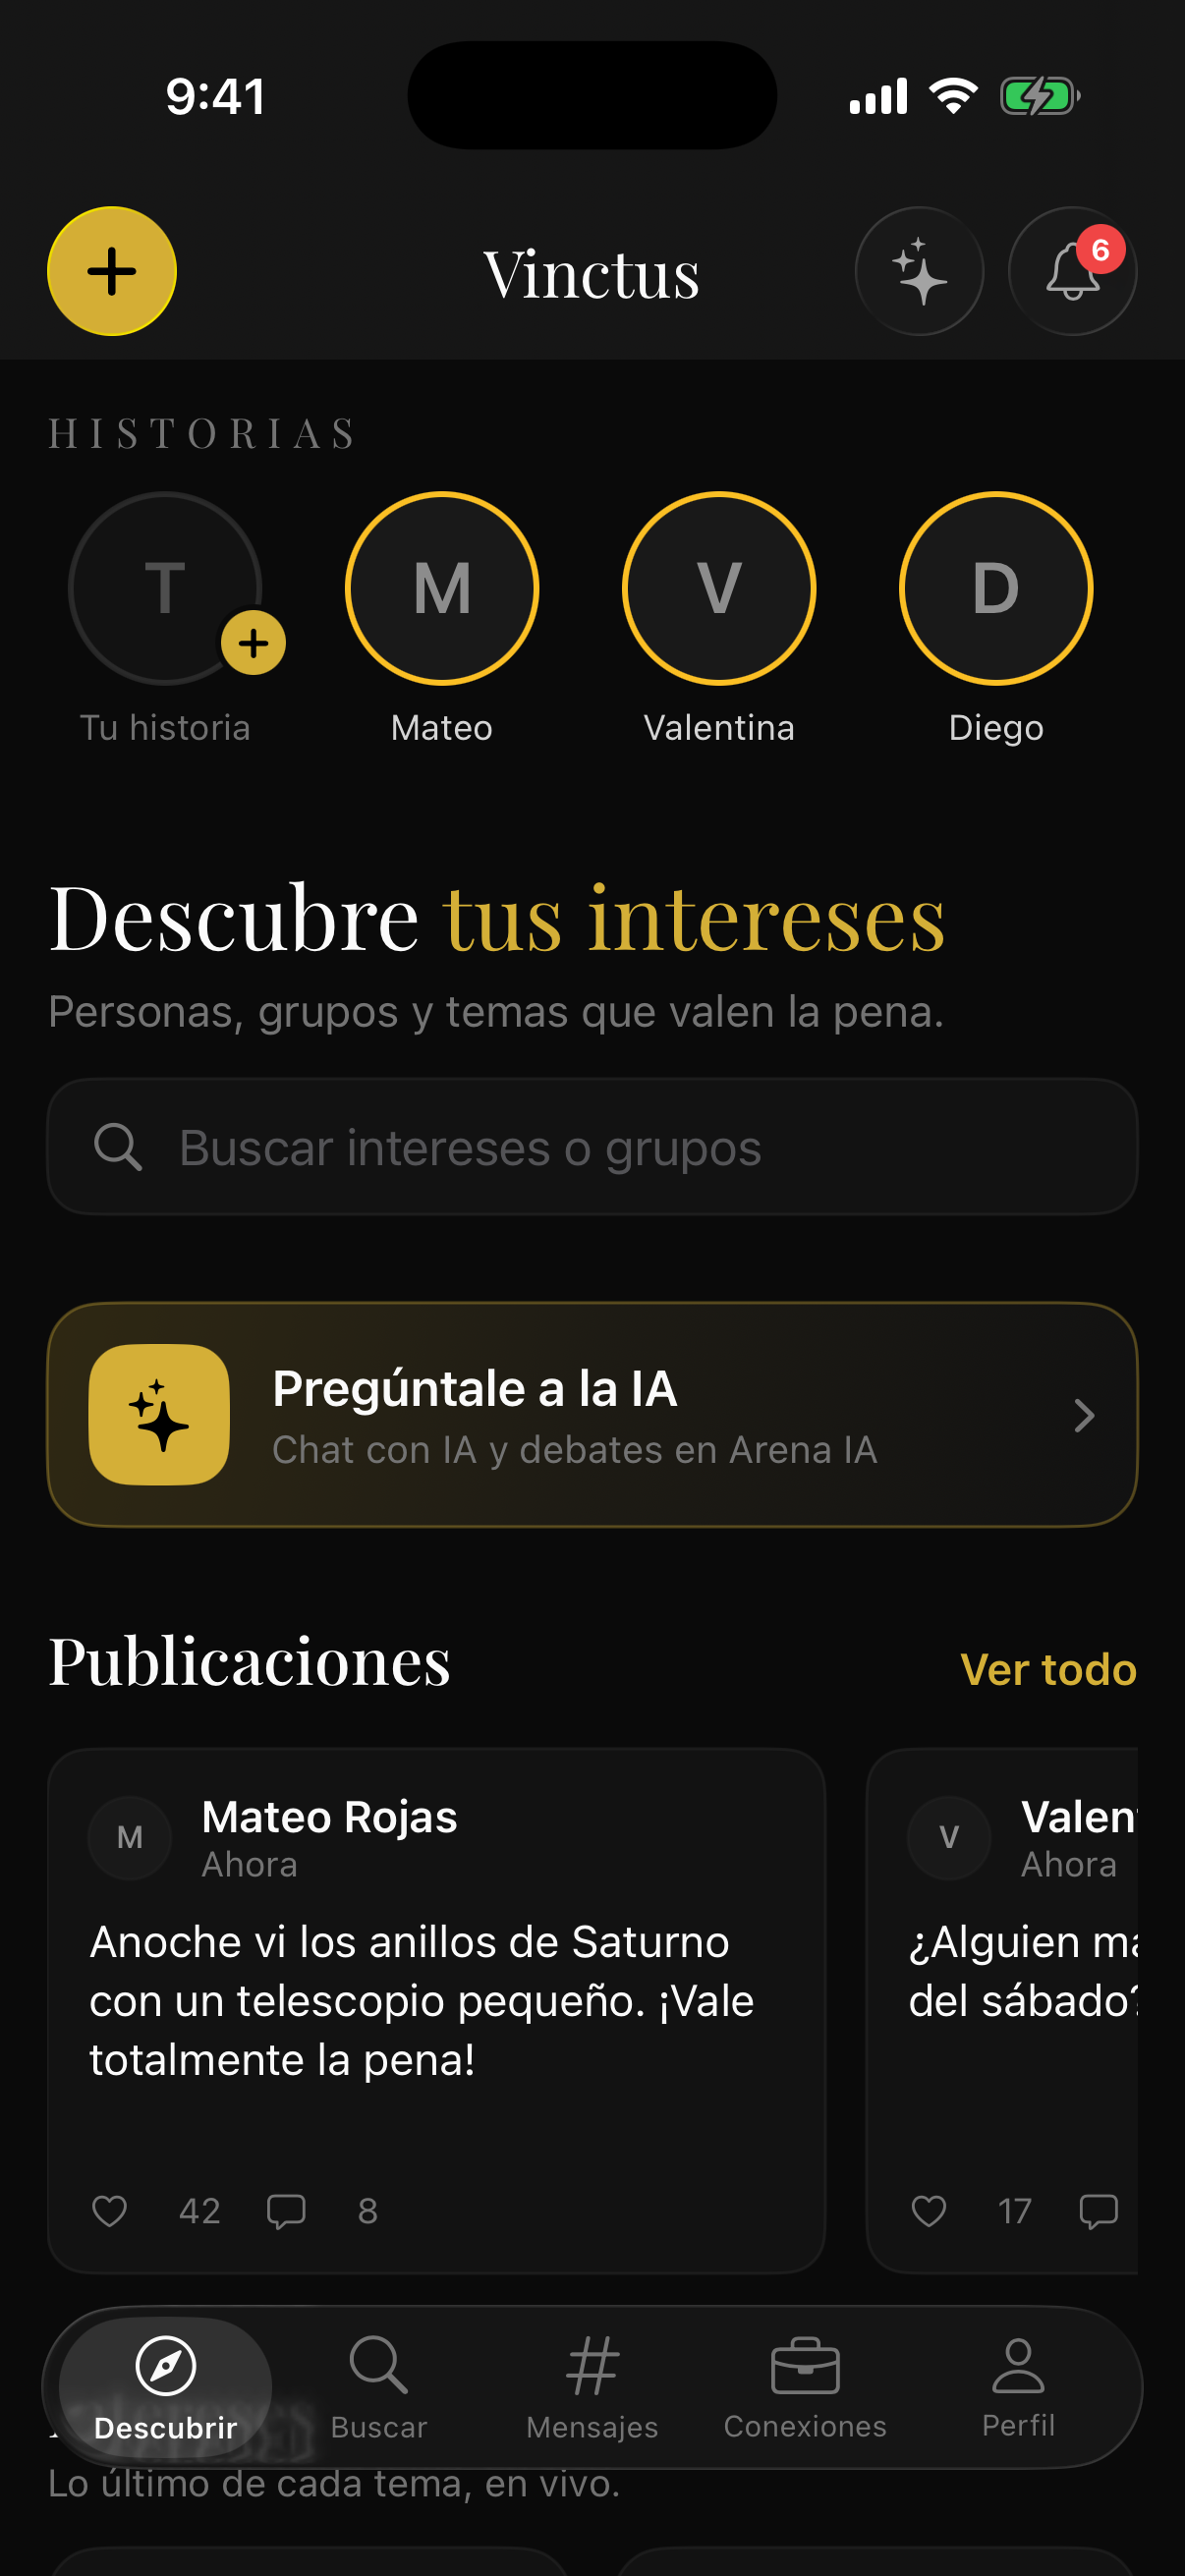 9:41
Vinctus
6
HISTORIAS
T
M
V
D
Tu historia
Mateo
Valentina
Diego
Descubre tus intereses
Personas, grupos y temas que valen la pena.
Buscar intereses o grupos
Pregúntale a la IA
Chat con IA y debates en Arena IA
Publicaciones
Ver todo
M
Mateo Rojas
Ahora
Anoche vi los anillos de Saturno
con un telescopio pequeño. ¡Vale
totalmente la pena!
42
8
V
Ahora
¿Alguien
del sábado?
17
Descubrir
Buscar
Mensajes
Conexiones
Perfil
Lo último de cada tema, en vivo.